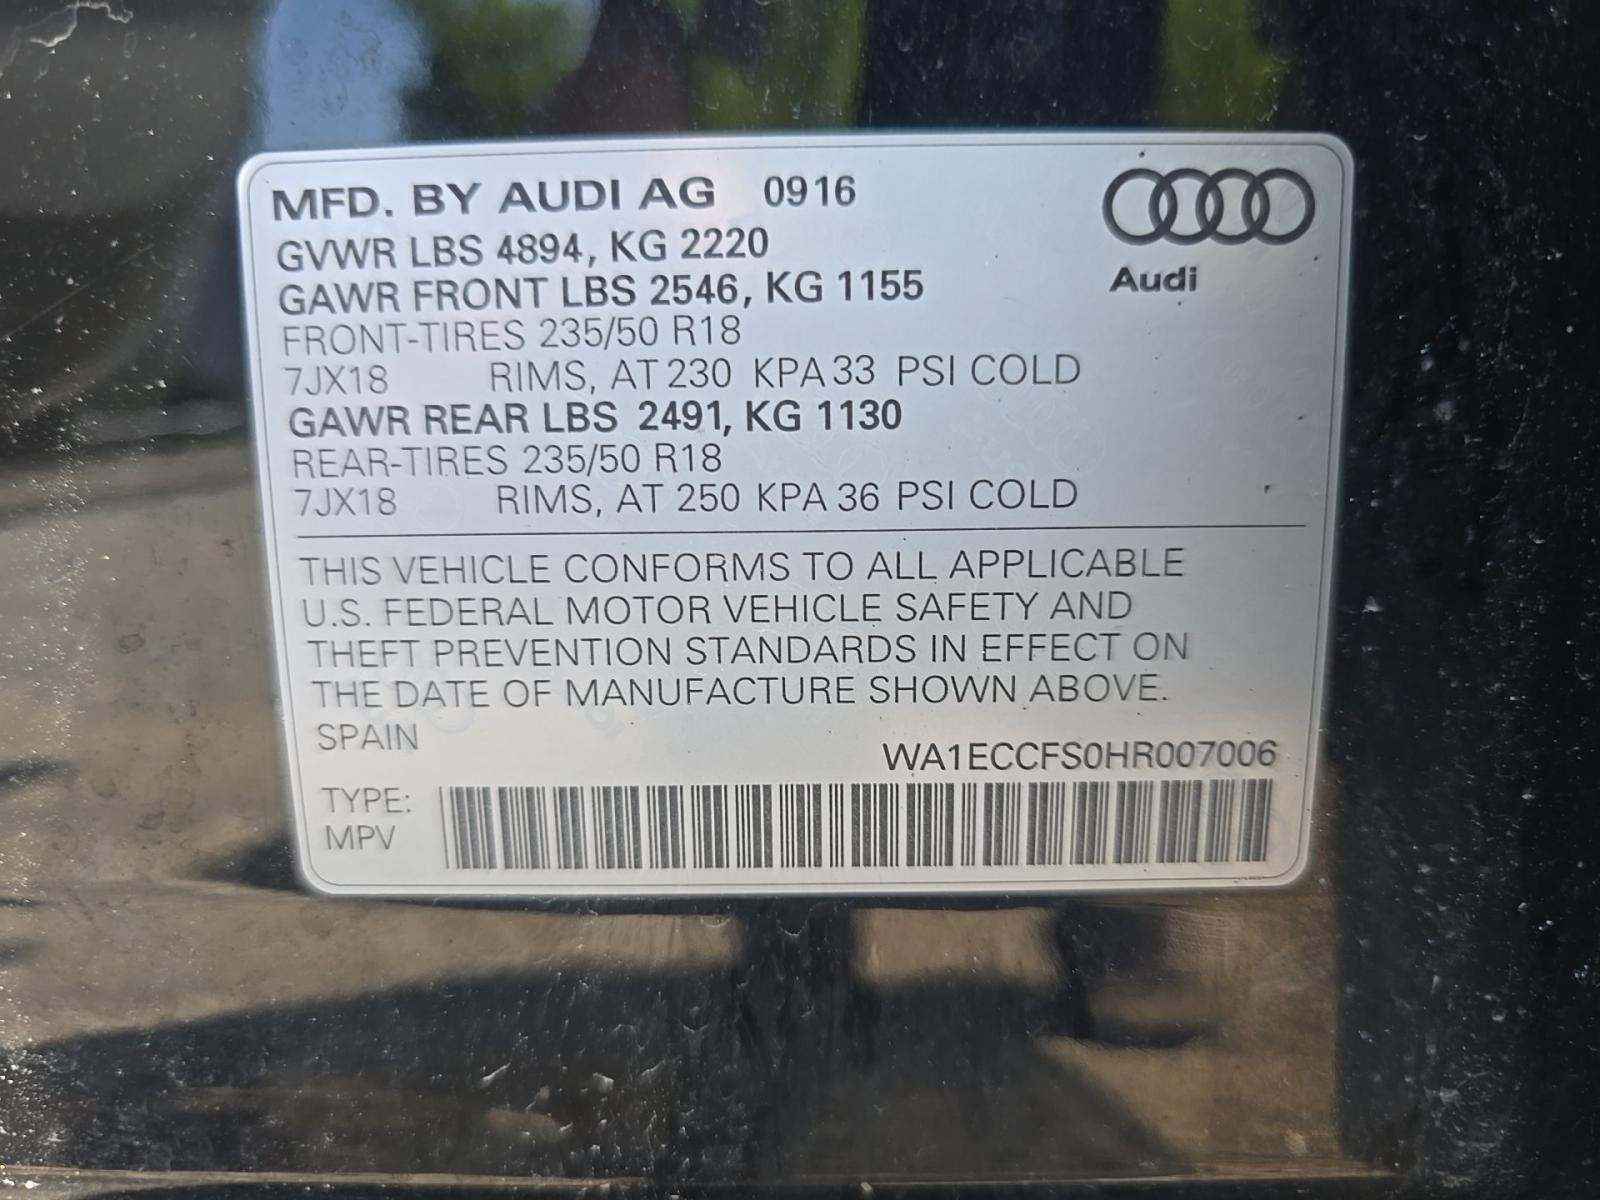 MFD. BY AUDI AG 0916
GVWR LBS 4894, KG 2220
GAWR FRONT LBS 2546, KG 1155
Audi
FRONT-TIRES 235/50 R18
7JX18 RIMS, AT 230 KPA 33 PSI COLD
GAWR REAR LBS 2491, KG 1130
REAR-TIRES 235/50 R18
7JX18 RIMS, AT 250 KPA 36 PSI COLD
THIS VEHICLE CONFORMS TO ALL APPLICABLE
U.S. FEDERAL MOTOR VEHICLE SAFETY AND
THEFT PREVENTION STANDARDS IN EFFECT ON
THE DATE OF MANUFACTURE SHOWN ABOVE.
SPAIN
WA1ECCFS0HR007006
TYPE:
MPV